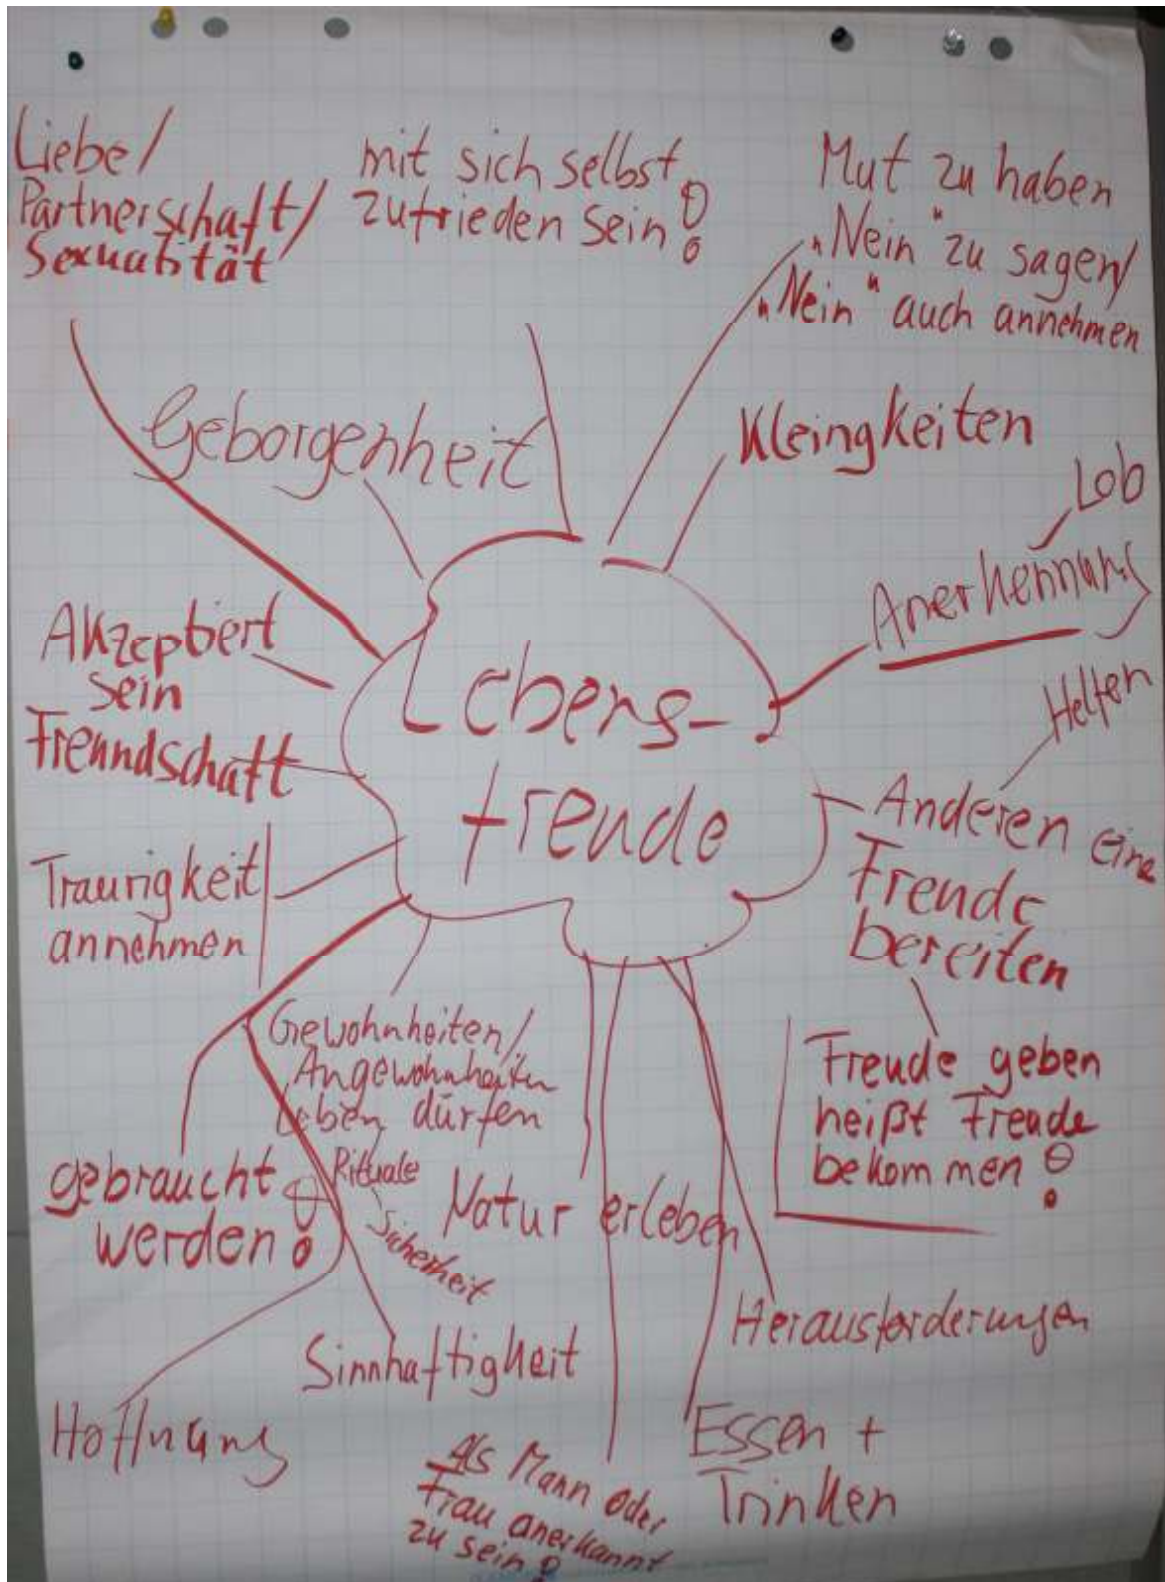 Liebe/
Partnerschaft/
Sexualität
mit sich selbst
zufrieden sein!
Mut zu haben
„Nein" zu sagen/
„Nein" auch annehmen
Geborgenheit
Kleingkeiten
Lob
Anerkennung
Akzeptiert
sein
Freundschaft
Lebens-
freude
Helfen
Anderen eine
Freude
bereiten
Traurigkeit
annehmen
Gewohnheiten/
Angewohnheiten
leben dürfen
Rituale
Sicherheit
Freude geben
heißt Freude
bekommen!
gebraucht
werden!
Natur erleben
Herausforderungen
Sinnhaftigkeit
Hoffnung
Essen +
Trinken
Als Mann oder
Frau anerkannt
zu sein!